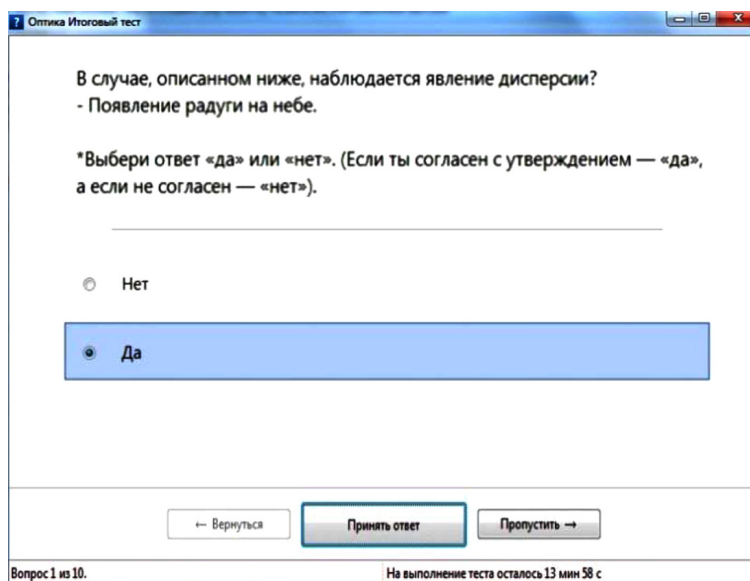 Оптика Итоговый тест
В случае, описанном ниже, наблюдается явление дисперсии?
- Появление радуги на небе.
*Выбери ответ «да» или «нет». (Если ты согласен с утверждением — «да»,
а если не согласен — «нет»).
Нет
Да
← Вернуться Принять ответ Пропустить →
Вопрос 1 из 10. На выполнение теста осталось 13 мин 58 с